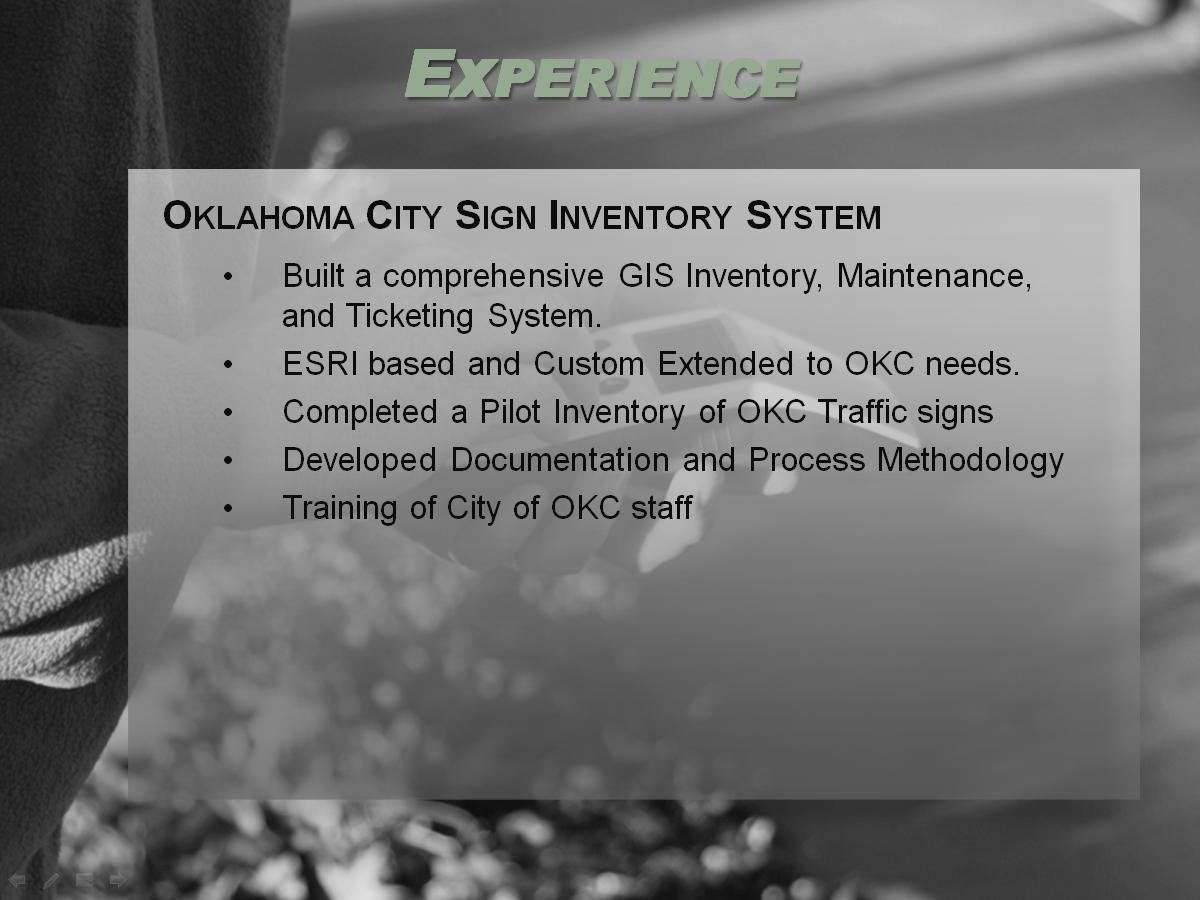 EXPERIENCE
OKLAHOMA CITY SIGN INVENTORY SYSTEM
• Built a comprehensive GIS Inventory, Maintenance,
and Ticketing System.
• ESRI based and Custom Extended to OKC needs.
• Completed a Pilot Inventory of OKC Traffic signs
• Developed Documentation and Process Methodology
• Training of City of OKC staff